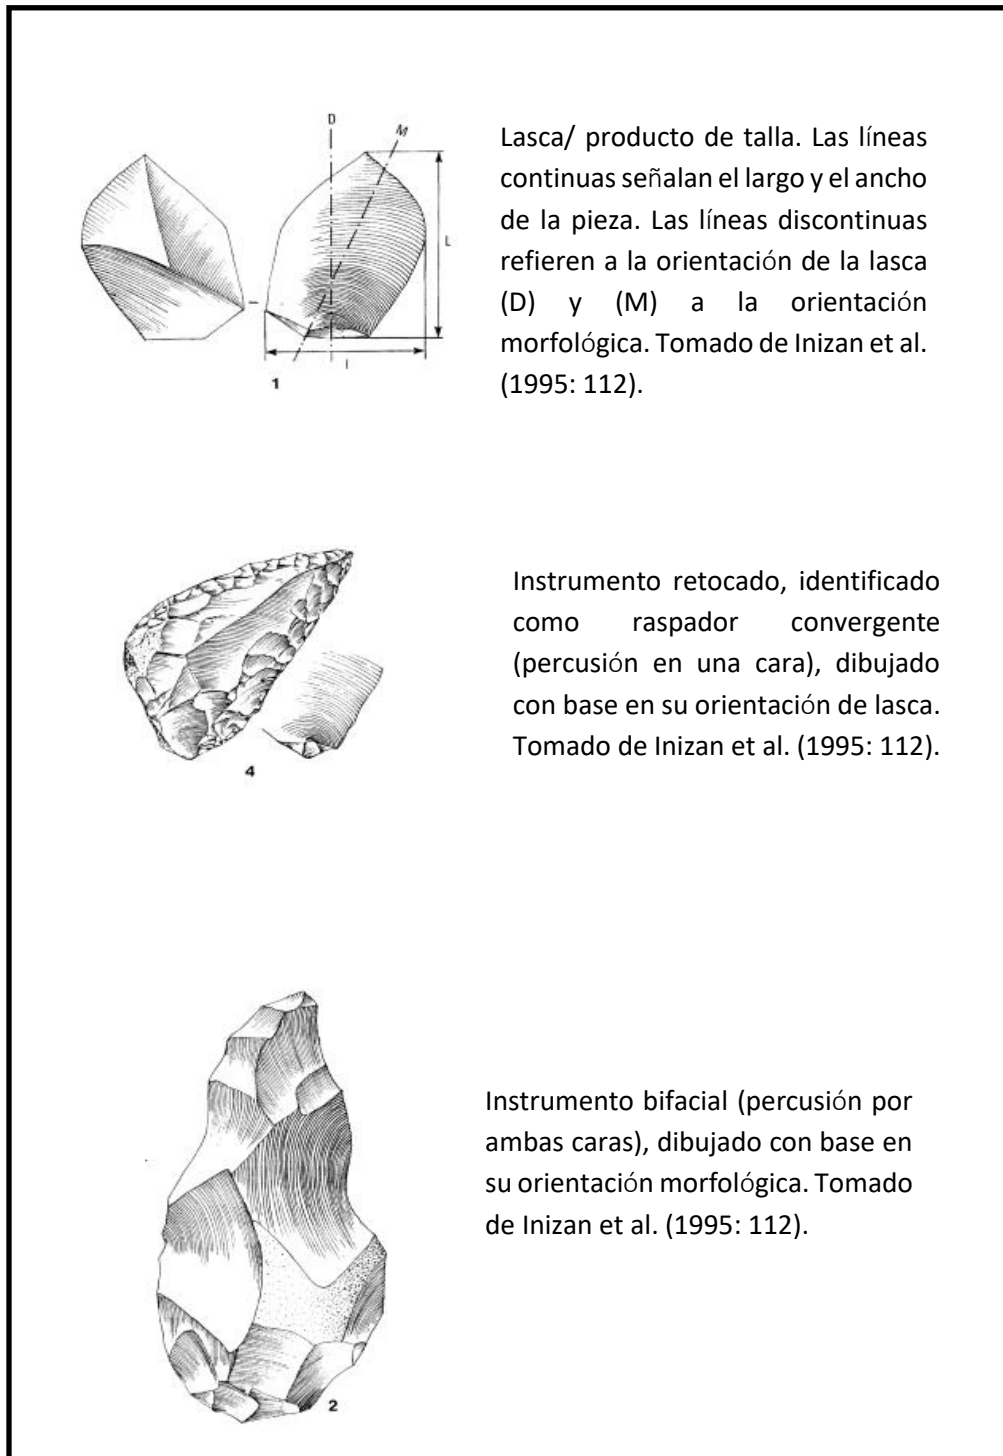 D
M
L
l
1
Lasca/ producto de talla. Las líneas
continuas señalan el largo y el ancho
de la pieza. Las líneas discontinuas
refieren a la orientación de la lasca
(D) y (M) a la orientación
morfológica. Tomado de Inizan et al.
(1995: 112).
4
Instrumento retocado, identificado
como raspador convergente
(percusión en una cara), dibujado
con base en su orientación de lasca.
Tomado de Inizan et al. (1995: 112).
2
Instrumento bifacial (percusión por
ambas caras), dibujado con base en
su orientación morfológica. Tomado
de Inizan et al. (1995: 112).